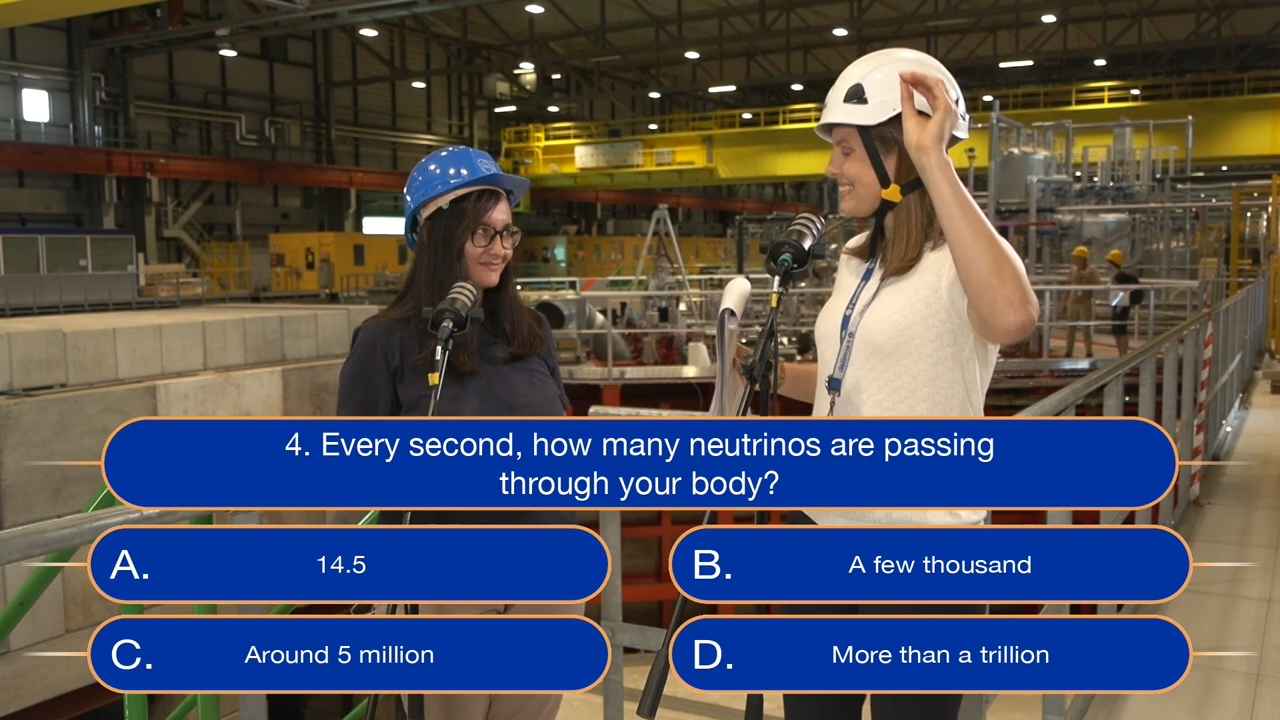 4. Every second, how many neutrinos are passing
through your body?
A. 14.5
B. A few thousand
C. Around 5 million
D. More than a trillion